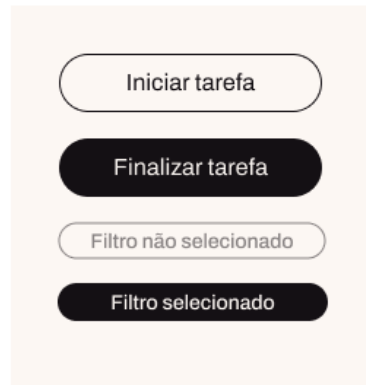 Iniciar tarefa
Finalizar tarefa
Filtro não selecionado
Filtro selecionado